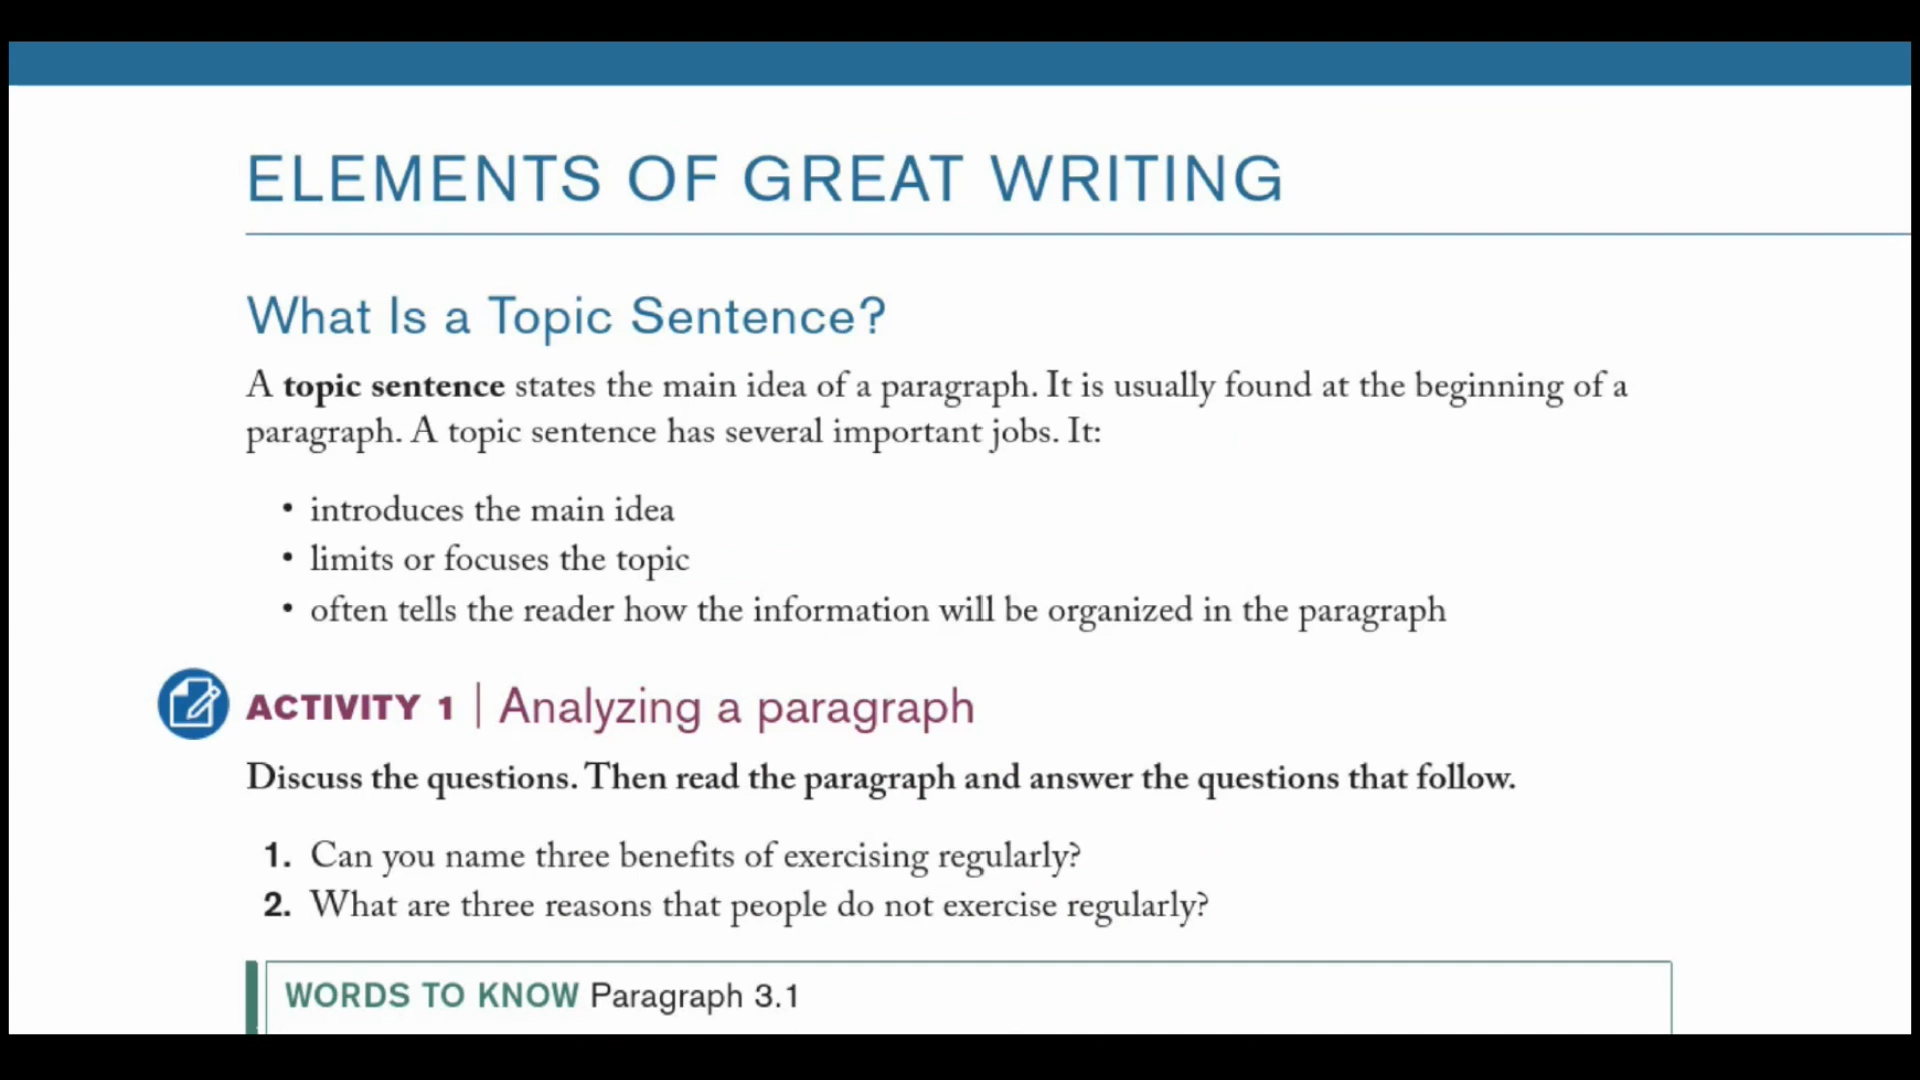 ELEMENTS OF GREAT WRITING
What Is a Topic Sentence?
A topic sentence states the main idea of a paragraph. It is usually found at the beginning of a
paragraph. A topic sentence has several important jobs. It:
• introduces the main idea
• limits or focuses the topic
• often tells the reader how the information will be organized in the paragraph
ACTIVITY 1 | Analyzing a paragraph
Discuss the questions. Then read the paragraph and answer the questions that follow.
1. Can you name three benefits of exercising regularly?
2. What are three reasons that people do not exercise regularly?
WORDS TO KNOW Paragraph 3.1